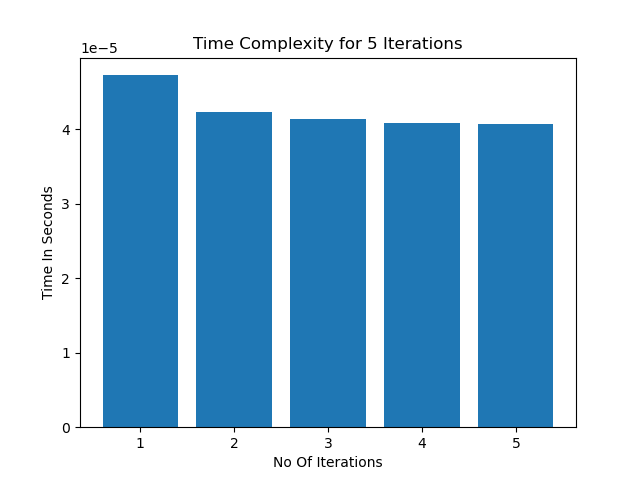 Time Complexity for 5 Iterations
1e−5
4
3
2
1
0
Time In Seconds
1 2 3 4 5
No Of Iterations